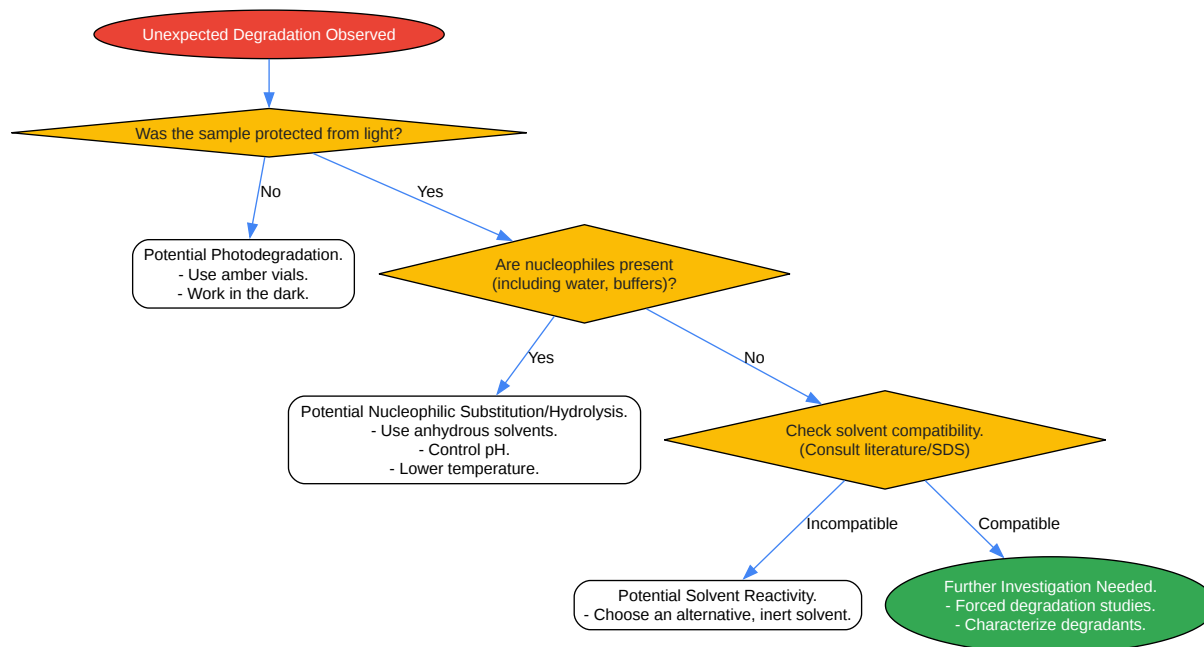 Unexpected Degradation Observed
Was the sample protected from light?
No
Yes
Potential Photodegradation.
- Use amber vials.
- Work in the dark.
Are nucleophiles present
(including water, buffers)?
Yes
No
Potential Nucleophilic Substitution/Hydrolysis.
- Use anhydrous solvents.
- Control pH.
- Lower temperature.
Check solvent compatibility.
(Consult literature/SDS)
Incompatible
Compatible
Potential Solvent Reactivity.
- Choose an alternative, inert solvent.
Further Investigation Needed.
- Forced degradation studies.
- Characterize degradants.